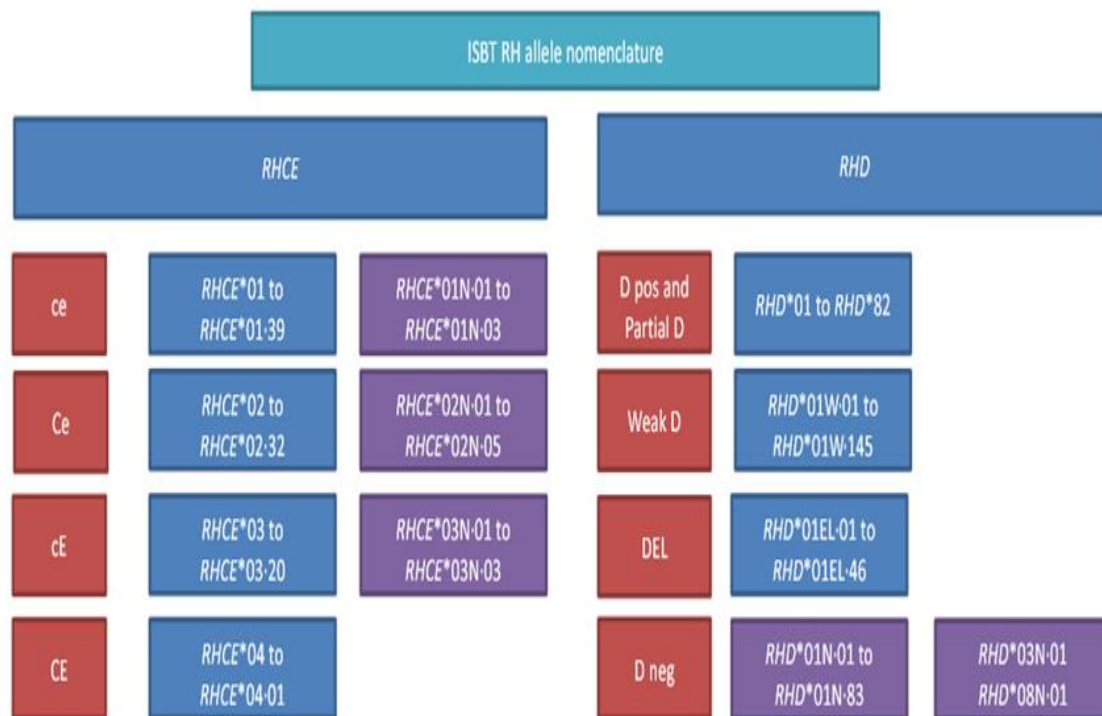 ISBT RH allele nomenclature
RHCE
RHD
ce
RHCE*01 to
RHCE*01·39
RHCE*01N·01 to
RHCE*01N·03
D pos and
Partial D
RHD*01 to RHD*82
Ce
RHCE*02 to
RHCE*02·32
RHCE*02N·01 to
RHCE*02N·05
Weak D
RHD*01W·01 to
RHD*01W·145
cE
RHCE*03 to
RHCE*03·20
RHCE*03N·01 to
RHCE*03N·03
DEL
RHD*01EL·01 to
RHD*01EL·46
CE
RHCE*04 to
RHCE*04·01
D neg
RHD*01N·01 to
RHD*01N·83
RHD*03N·01
RHD*08N·01